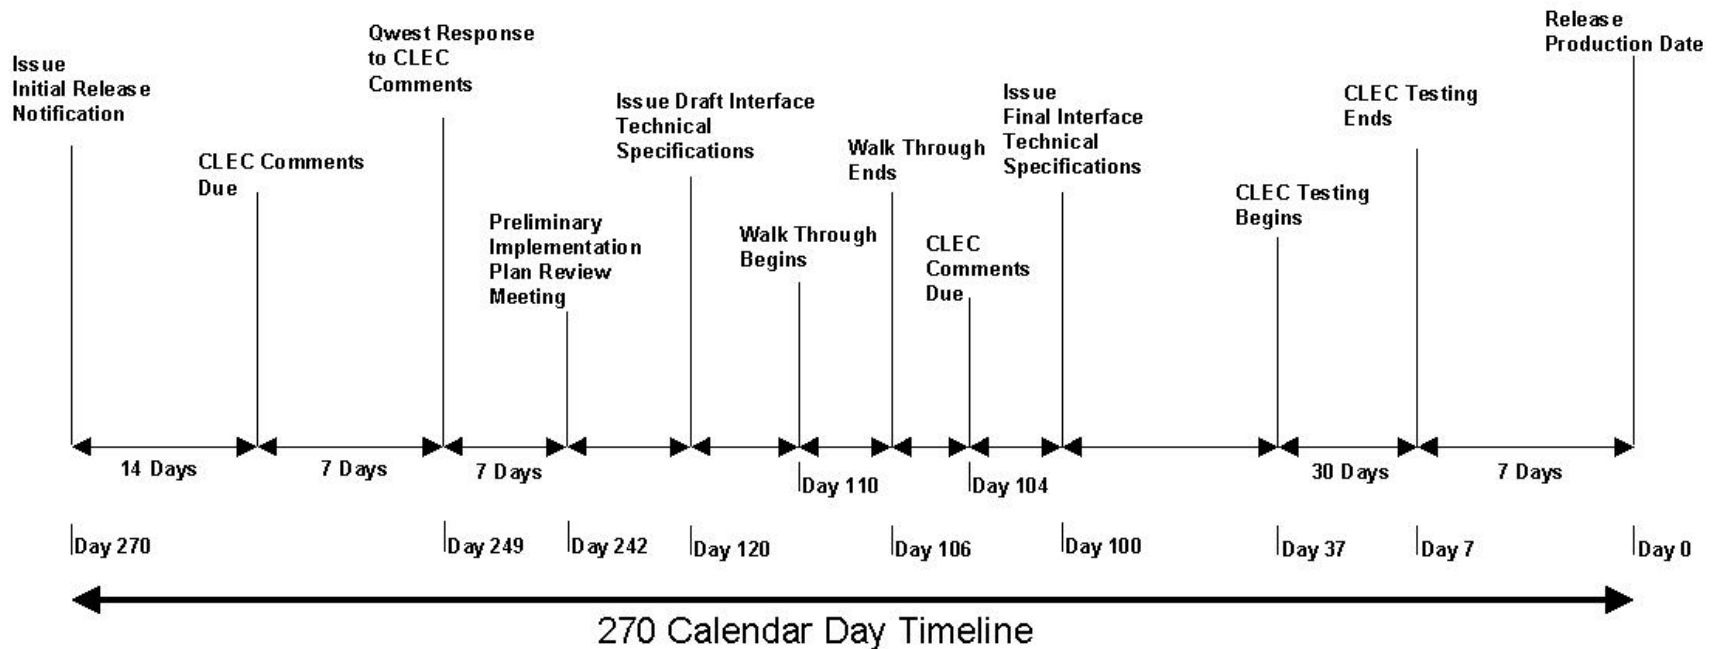 Issue
Initial Release
Notification
CLEC Comments
Due
Qwest Response
to CLEC
Comments
Preliminary
Implementation
Plan Review
Meeting
Issue Draft Interface
Technical
Specifications
Walk Through
Begins
Walk Through
Ends
CLEC
Comments
Due
Issue
Final Interface
Technical
Specifications
CLEC Testing
Begins
CLEC Testing
Ends
Release
Production Date
14 Days
7 Days
7 Days
30 Days
7 Days
Day 110
Day 104
Day 270
Day 249
Day 242
Day 120
Day 106
Day 100
Day 37
Day 7
Day 0
270 Calendar Day Timeline